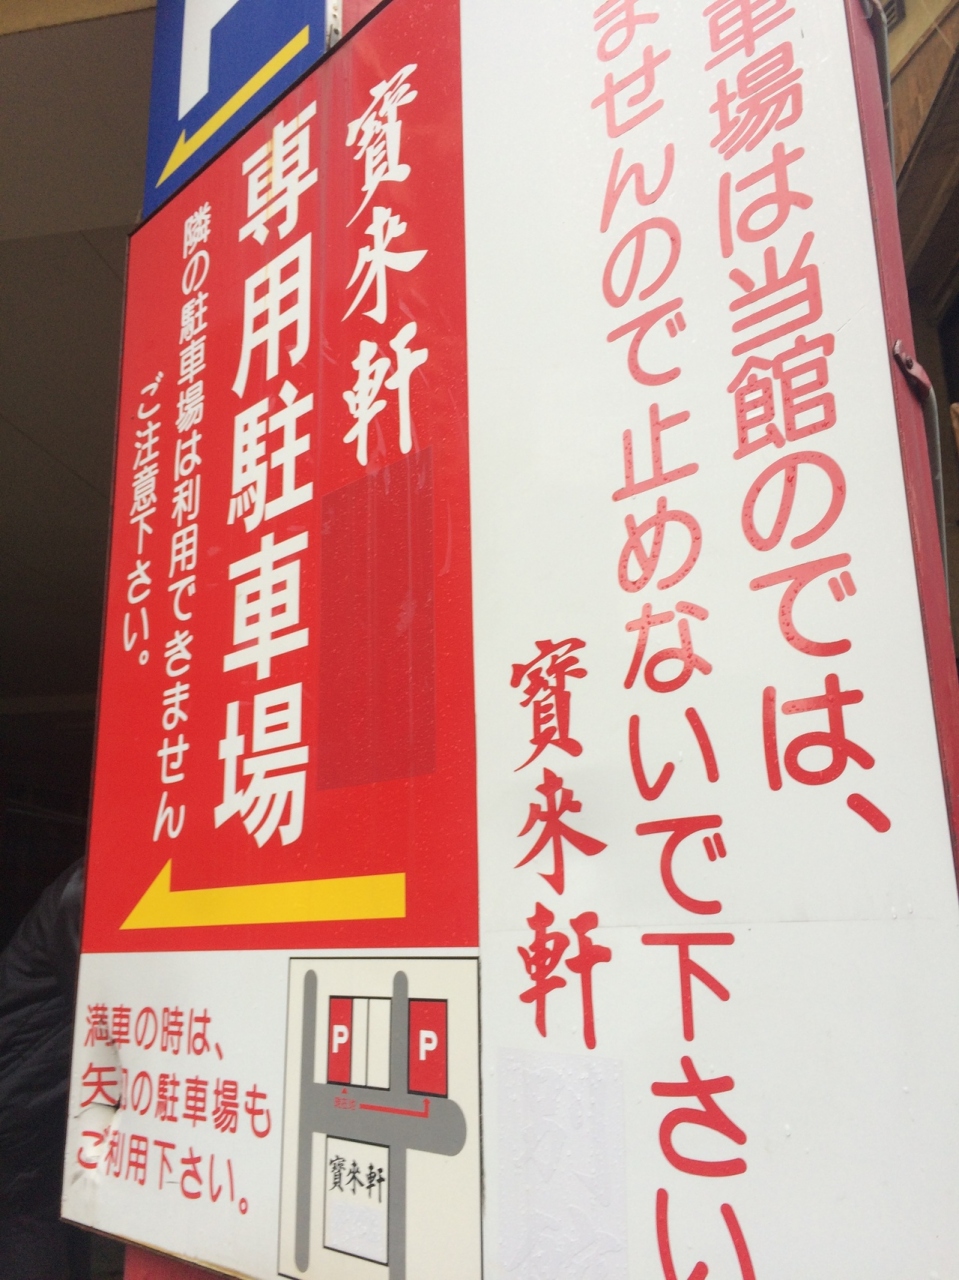 寶來軒
専用駐車場
隣の駐車場は利用できません
ご注意下さい。
満車の時は、
矢印の駐車場も
ご利用下さい。
P
P
寶來軒
車場は当館のでは、
ませんので止めないで下さい
寶來軒